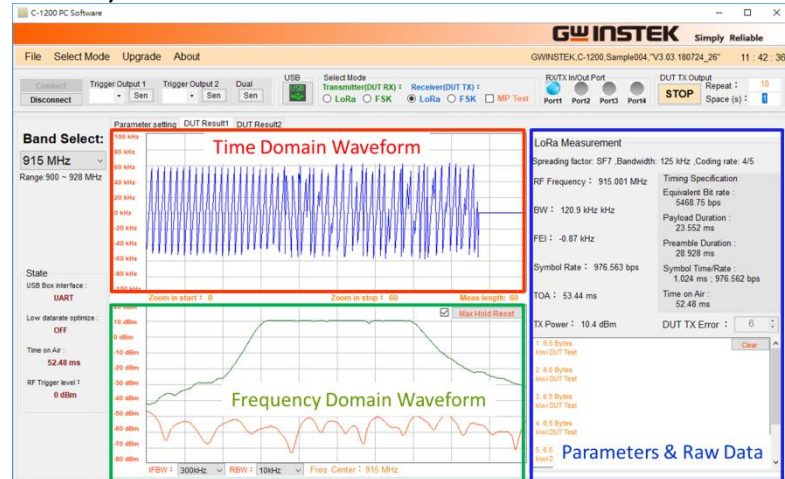 C-1200 PC Software
GW INSTEK Simply Reliable
File Select Mode Upgrade About
GWINSTEK,C-1200,Sample004,"V3.03.180724_26" 11 : 42 : 36
Connect
Disconnect
Trigger Output 1 Trigger Output 2 Dual
- Sen - Sen Sen
USB
Select Mode
Transmitter(DUT RX) : Receiver(DUT TX) :
LoRa FSK LoRa FSK MP Test
RX/TX In/Out Port
Port1 Port2 Port3 Port4
DUT TX Output
STOP
Repeat : 10
Space (s) : 1
Parameter setting DUT Result1 DUT Result2
Band Select:
915 MHz
Range:900 ~ 928 MHz
State
USB Box interface :
UART
Low datarate optimize :
OFF
Time on Air :
52.48 ms
RF Trigger level :
0 dBm
Time Domain Waveform
100 kHz
80 kHz
60 kHz
40 kHz
20 kHz
0 kHz
-20 kHz
-40 kHz
-60 kHz
-80 kHz
-100 kHz
Zoom in start : 0 Zoom in stop : 60 Meas length: 60
Max Hold Reset
10 dBm
0 dBm
-10 dBm
-20 dBm
-30 dBm
-40 dBm
-50 dBm
-60 dBm
-70 dBm
-80 dBm
Frequency Domain Waveform
IFBW : 300kHz RBW : 10kHz Freq Center : 915 MHz
LoRa Measurement
Spreading factor: SF7 ,Bandwidth: 125 kHz ,Coding rate: 4/5
RF Frequency : 915.001 MHz
BW : 120.9 kHz kHz
FEI : -0.87 kHz
Symbol Rate : 976.563 bps
TOA : 53.44 ms
TX Power : 10.4 dBm
Timing Specification
Equivalent Bit rate :
5468.75 bps
Payload Duration :
23.552 ms
Preamble Duration :
28.928 ms
Symbol Time/Rate :
1.024 ms ; 976.562 bps
Time on Air :
52.48 ms
DUT TX Error : 6
Clear
1. 6.5 Bytes
kiwi DUT Test
2. 6.5 Bytes
kiwi DUT Test
3. 6.5 Bytes
kiwi DUT Test
4. 6.5 Bytes
kiwi DUT Test
Parameters & Raw Data